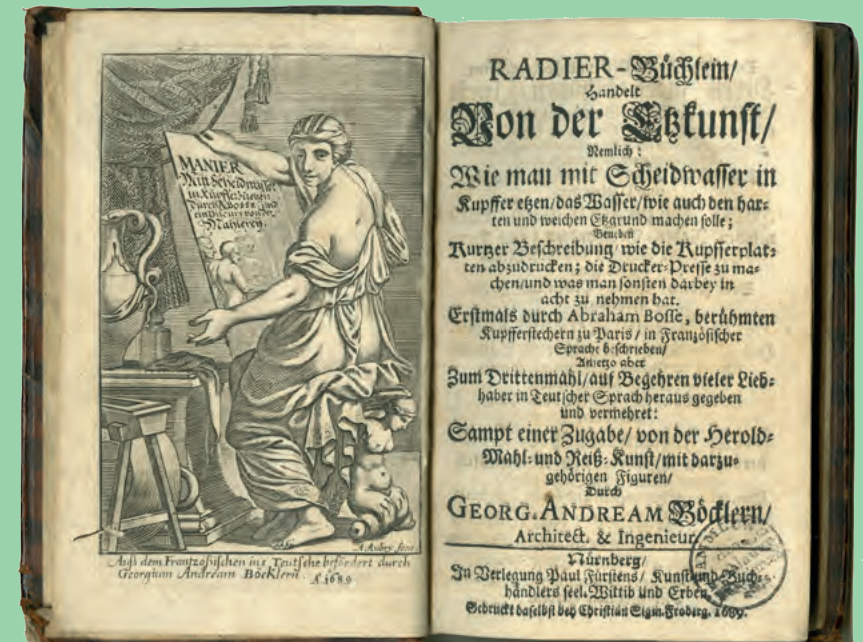 MANIER
Mitt Scheidwasser
in Kupffer Zu etzen
Durch A. Bosse, und
ein Discurs von der
Mahlerey.
A. Aubry fecit
Auß dem Frantzösischen ins Teutsche befördert durch
Georgium Andream Böcklern. A 1689
RADIER-Büchlein/
Handelt
Von der Etzkunst/
Nemlich:
Wie man mit Scheidwasser in
Kupffer etzen/das Wasser/wie auch den har-
ten und weichen Etzgrund machen solle;
Beneben
Kurtzer Beschreibung wie die Kupfferplat-
ten abzudrucken; die Drucker-Presse zu ma-
chen/und was man sonsten darbey in
acht zu nehmen hat.
Erstmals durch Abraham Bosse, berühmten
Kupfferstechern zu Paris/in Französischer
Sprache beschrieben/
Anjetzo aber
Zum Drittenmahl/auf Begehren vieler Lieb-
haber in Teutscher Sprach heraus gegeben
und vermehret:
Sampt einer Zugabe/von der Herold-
Mahl- und Reiß-Kunst/mit darzu-
gehörigen Figuren/
Durch
GEORG. ANDREAM Böcklern/
Architect. & Ingenieur.
Nürnberg/
In Verlegung Paul Fürstens/Kunst- und Buch-
händlers seel. Wittib und Erben.
Gedruckt daselbst bey Christian Sigm. Froberg. 1689.